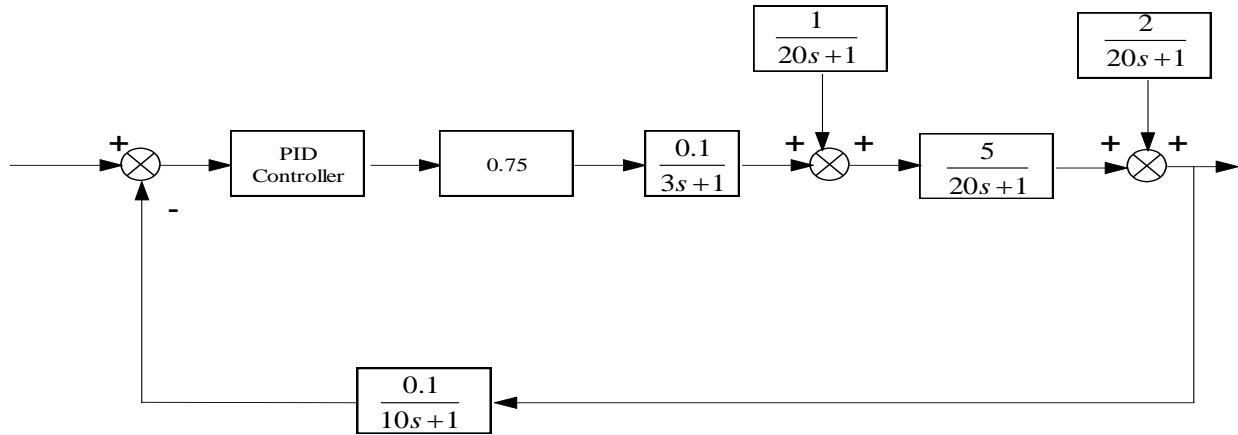 1
20s+1
2
20s+1
+
PID
Controller
0.75
0.1
3s+1
+
+
5
20s+1
+
+
-
0.1
10s+1